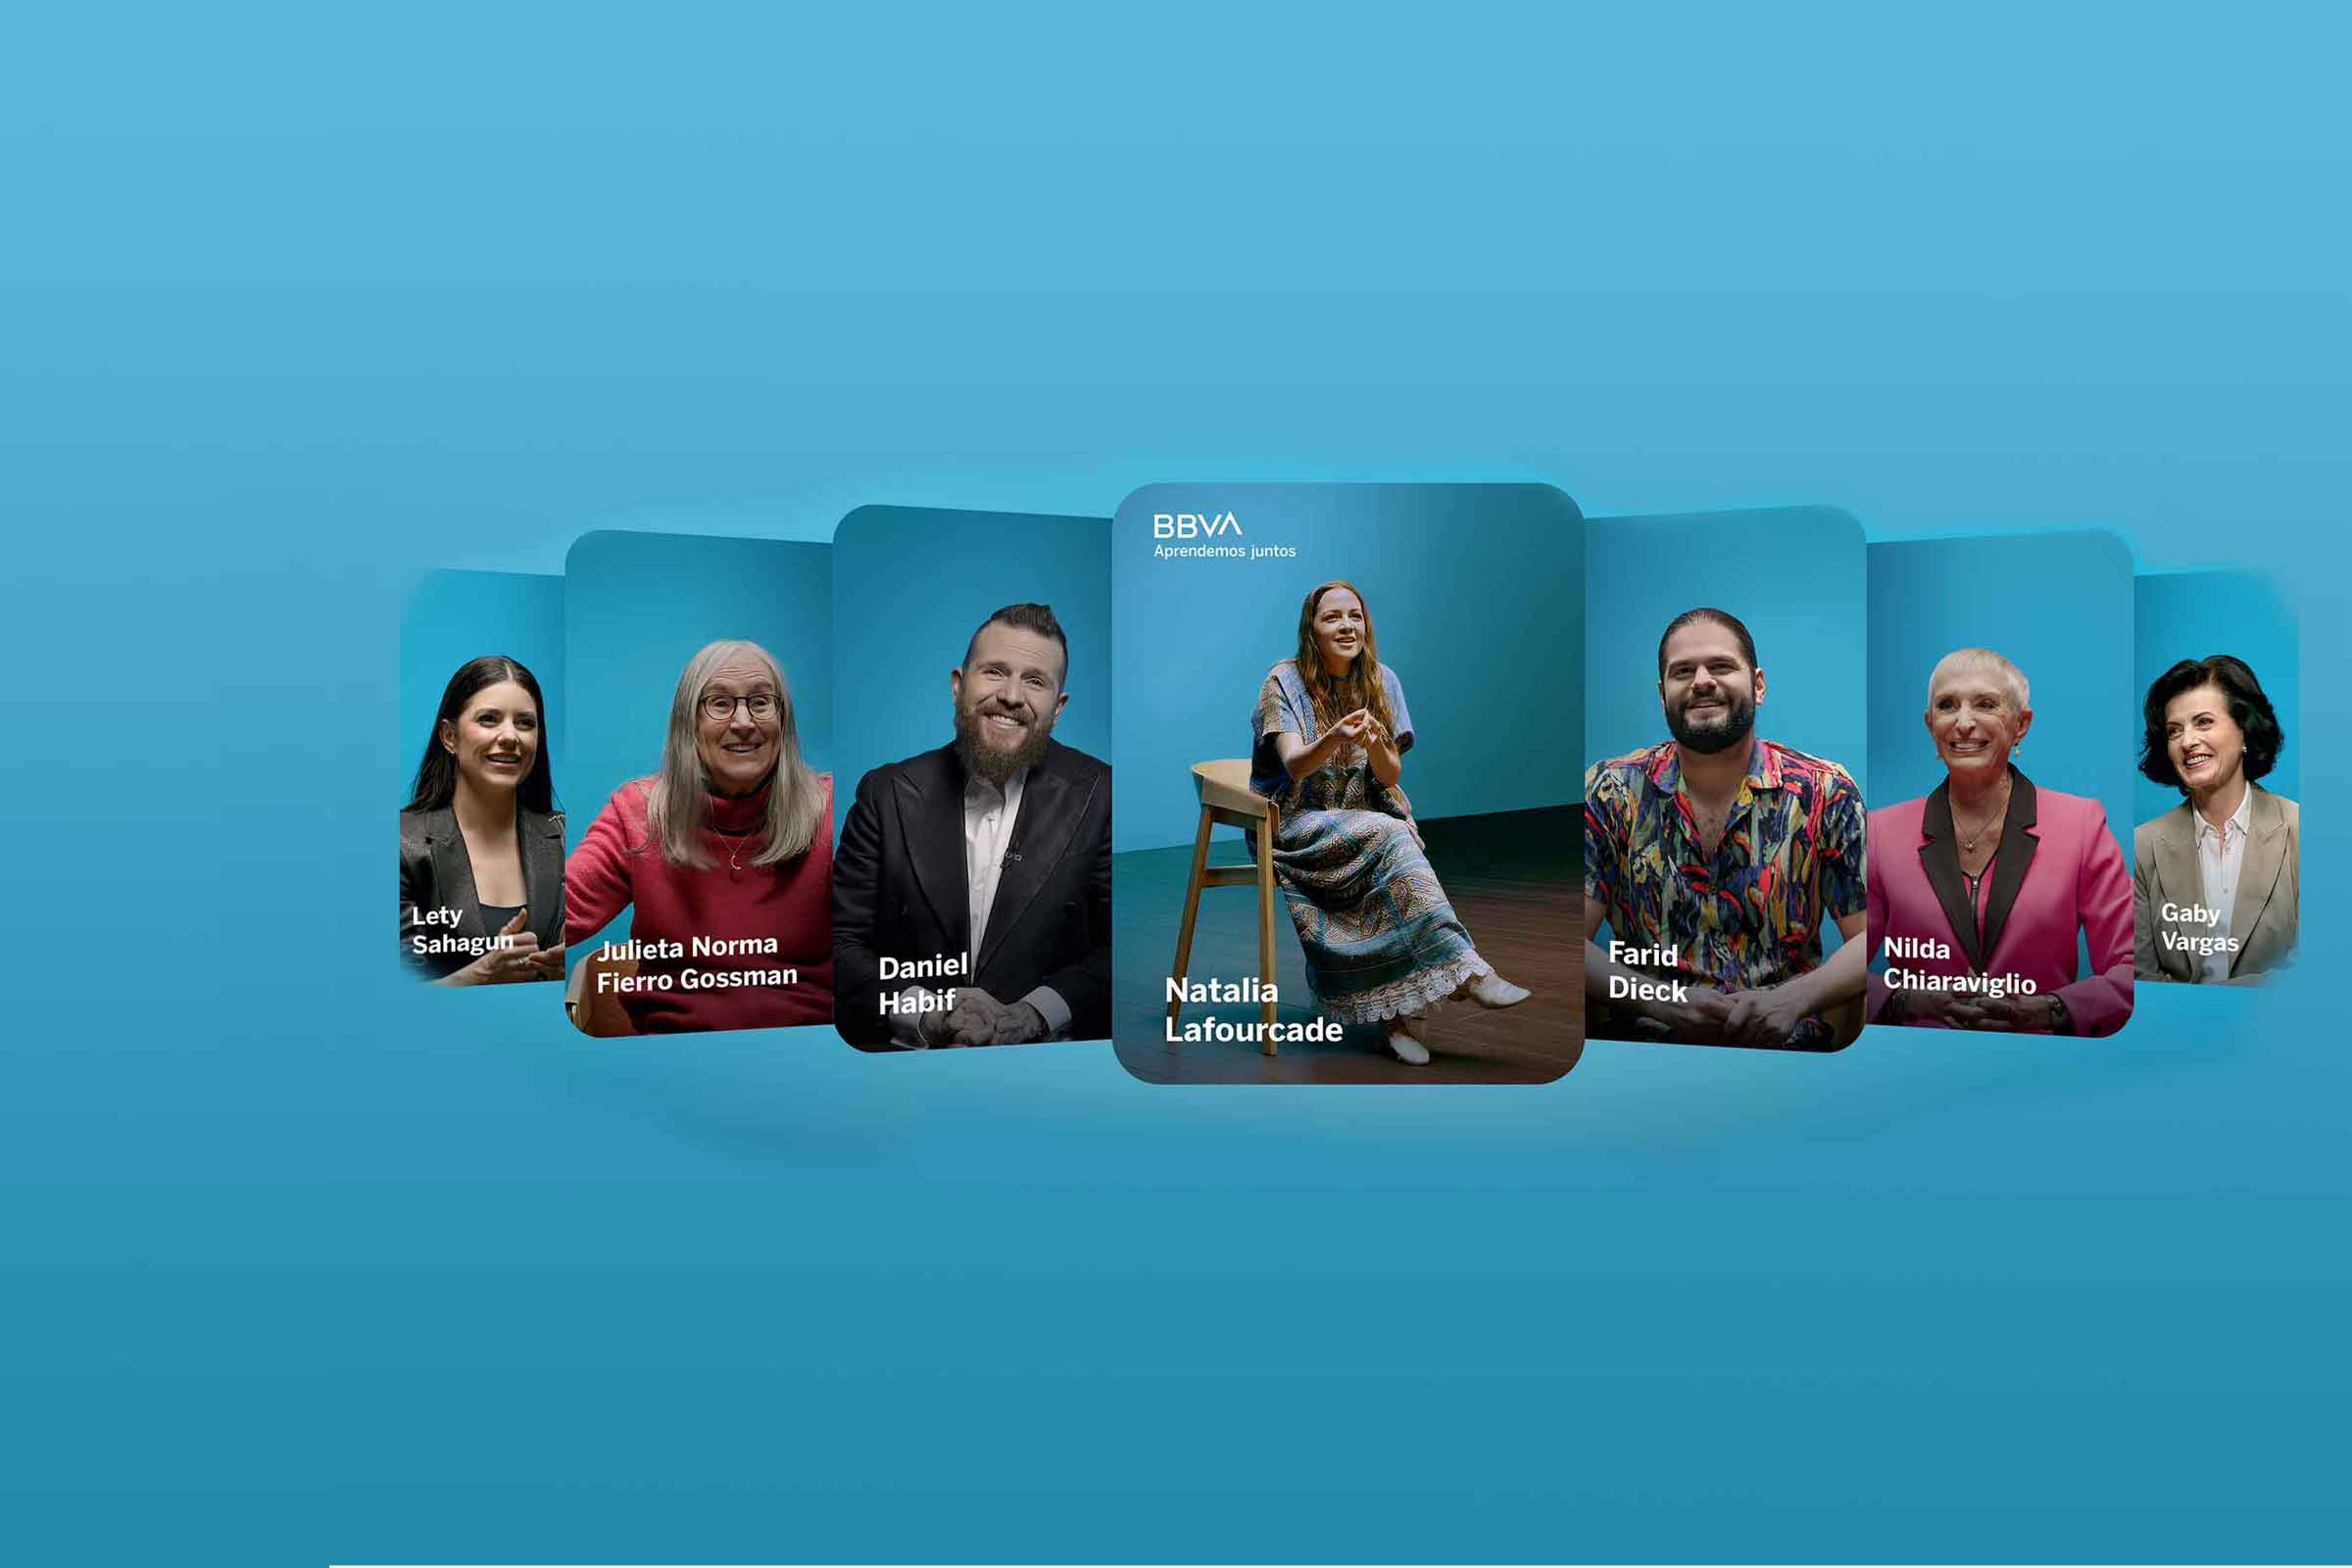 BBVA
Aprendemos juntos
Lety
Sahagun
Julieta Norma
Fierro Gossman
Daniel
Habif
Natalia
Lafourcade
Farid
Dieck
Nilda
Chiaraviglio
Gaby
Vargas